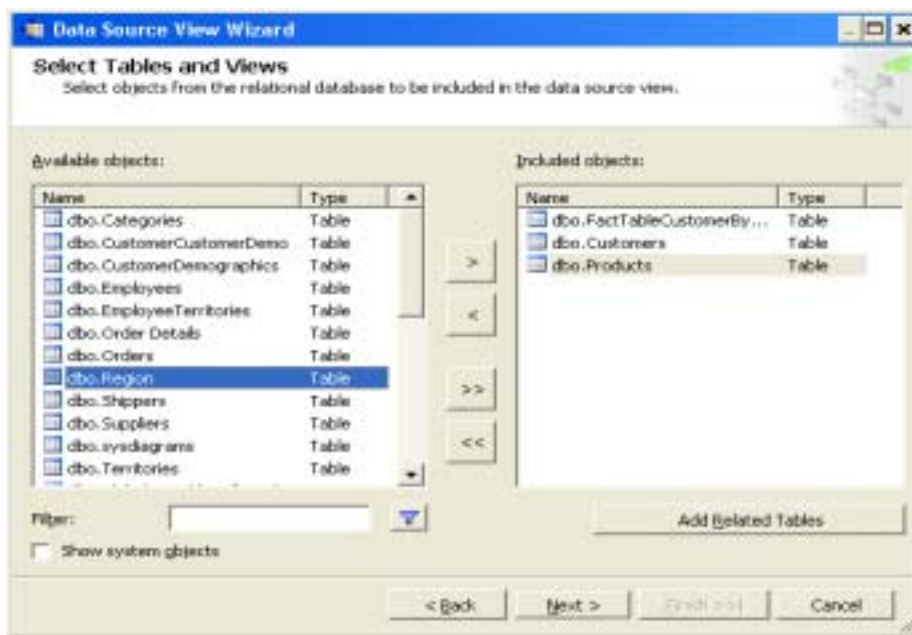 Data Source View Wizard
Select Tables and Views
Select objects from the relational database to be included in the data source view.
Available objects:
Name Type
dbo.Categories Table
dbo.CustomerCustomerDemo Table
dbo.CustomerDemographics Table
dbo.Employees Table
dbo.EmployeeTerritories Table
dbo.Order Details Table
dbo.Orders Table
dbo.Region Table
dbo.Shippers Table
dbo.Suppliers Table
dbo.sysdiagrams Table
dbo.Territories Table
>
<
>>
<<
Included objects:
Name Type
dbo.FactTableCustomerBy... Table
dbo.Customers Table
dbo.Products Table
Filter:
Add Related Tables
Show system objects
< Back
Next >
Finish >>|
Cancel